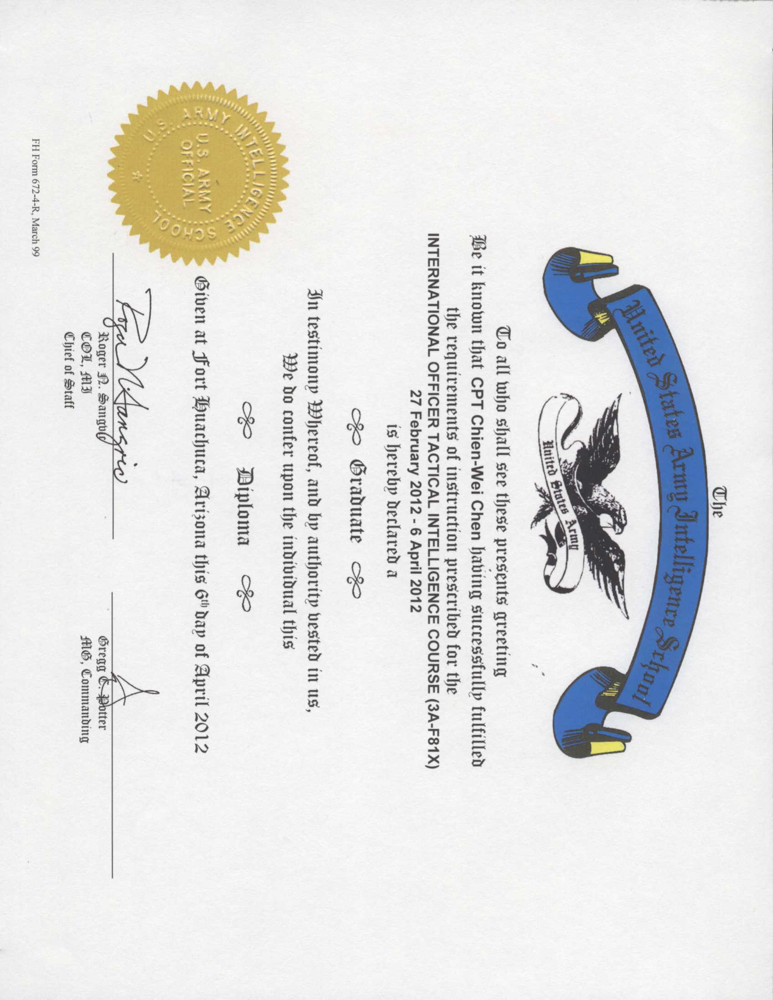 The
United States Army Intelligence School
United States Army
To all who shall see these presents greeting
Be it known that CPT Chien-Wei Chen having successfully fulfilled
the requirements of instruction prescribed for the
INTERNATIONAL OFFICER TACTICAL INTELLIGENCE COURSE (3A-F81X)
27 February 2012 - 6 April 2012
is hereby declared a
Graduate
In testimony Whereof, and by authority vested in us,
We do confer upon the individual this
Diploma
Given at Fort Huachuca, Arizona this 6th day of April 2012
U.S. ARMY INTELLIGENCE SCHOOL
U.S. ARMY
OFFICIAL
Roger N. Sangvic
Roger N. Sangvic
COL, MI
Chief of Staff
Gregg C. Potter
MG, Commanding
FH Form 672-4-R, March 99